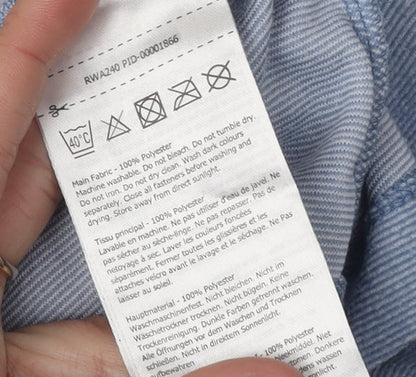 RWA240 PID-00001866
40°C
Main Fabric - 100% Polyester
Machine washable. Do not bleach. Do not tumble dry.
Do not iron. Do not dry clean. Wash dark colours
separately. Close all fasteners before washing and
drying. Store away from direct sunlight.
Tissu principal - 100% Polyester
Lavable en machine. Ne pas utiliser d'eau de javel. Ne
pas sécher au sèche-linge. Ne pas repasser. Pas de
nettoyage à sec. Laver les couleurs foncées
séparément. Fermer toutes les glissières et les
attaches velcro avant le lavage et le séchage. Ne Pas
laisser au soleil.
Hauptmaterial - 100% Polyester
Waschmaschinenfest. Nicht bleichen. Nicht im
Wäschetrockner trocknen. Nicht bügeln. Keine
Trockenreinigung. Dunkle Farben getrennt waschen.
Alle Öffnungen vor dem Waschen und Trocknen
schließen. Nicht in direktem Sonnenlicht.
Niet
Donkere
wassen